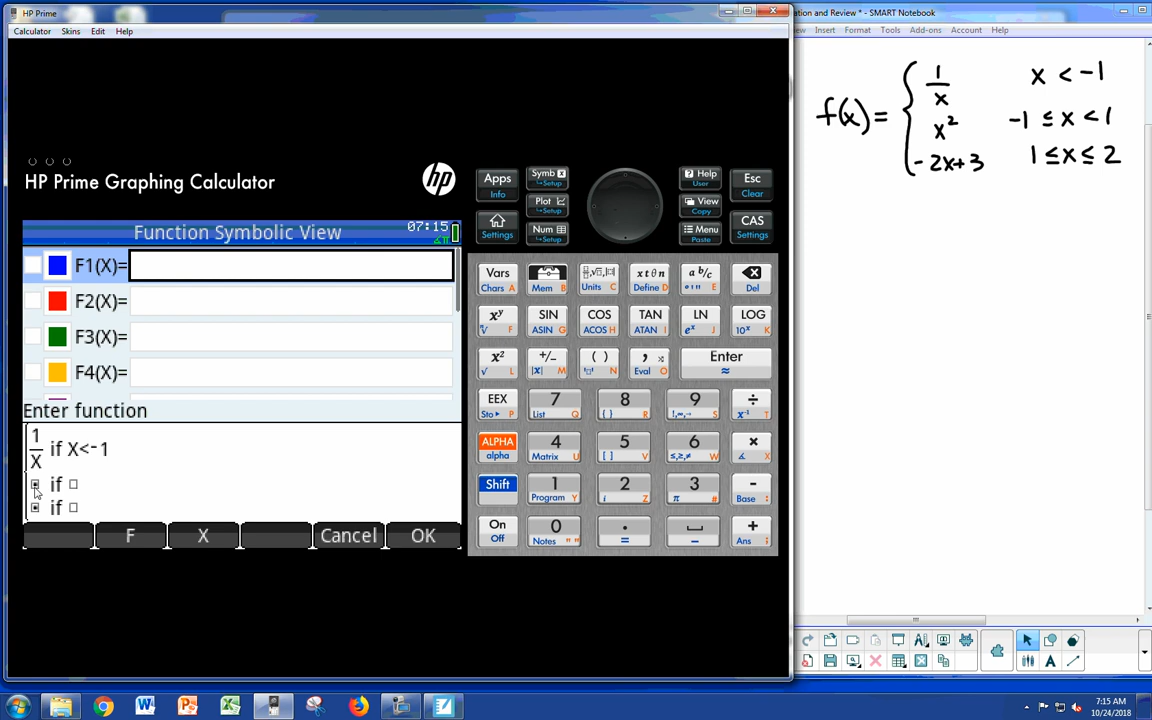 HP Prime
Calculator Skins Edit Help
ation and Review * - SMART Notebook
Insert Format Tools Add-ons Account Help
f(x)= { 1/x x < -1
x² -1 ≤ x < 1
-2x+3 1 ≤ x ≤ 2
HP Prime Graphing Calculator
hp
Function Symbolic View 07:15
F1(X)=
F2(X)=
F3(X)=
F4(X)=
Enter function
1/X if X<-1
if
if
F X Cancel OK
Apps Info
Symb Setup
Plot Setup
Num Setup
Settings
Help User
View Copy
Menu Paste
Esc Clear
CAS Settings
Vars Chars A
Mem B
Units C
x t θ n Define D
a b/c E
Del
xʸ F
SIN ASIN G
COS ACOS H
TAN ATAN I
LN eˣ J
LOG 10ˣ K
x² √ L
+/- |x| M
( ) N
, Eval O
Enter ≈
EEX Sto ▸ P
7 List Q
8 { } R
9 !,∞,→ S
÷ x⁻¹ T
ALPHA alpha
4 Matrix U
5 [ ] V
6 ≤,≥,≠ W
× ∡ X
Shift
1 Program Y
2 i Z
3 π #
- Base :
On Off
0 Notes " "
. =
_
+ Ans ;
A
7:15 AM
10/24/2018